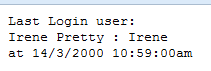 Last Login user:
Irene Pretty : Irene
at 14/3/2000 10:59:00am